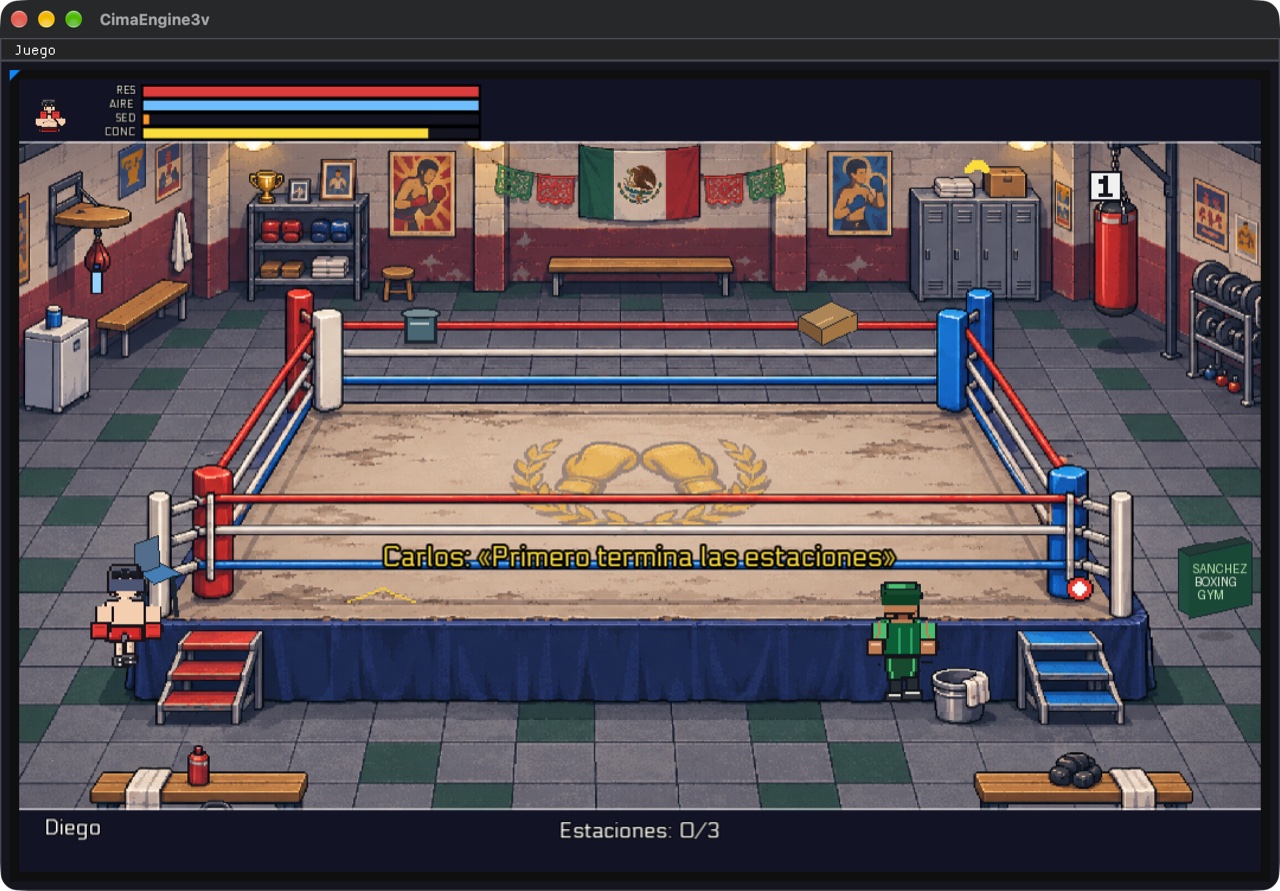 CimaEngine3v
Juego
RES
AIRE
SED
CONC
1
Carlos: «Primero termina las estaciones»
SANCHEZ
BOXING
GYM
Diego
Estaciones: 0/3